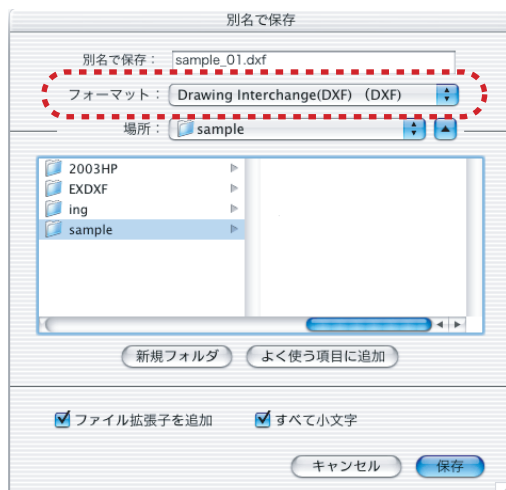 別名で保存
別名で保存： sample_01.dxf
フォーマット： Drawing Interchange(DXF) （DXF）
場所： sample
2003HP
EXDXF
ing
sample
新規フォルダ よく使う項目に追加
ファイル拡張子を追加 すべて小文字
キャンセル 保存